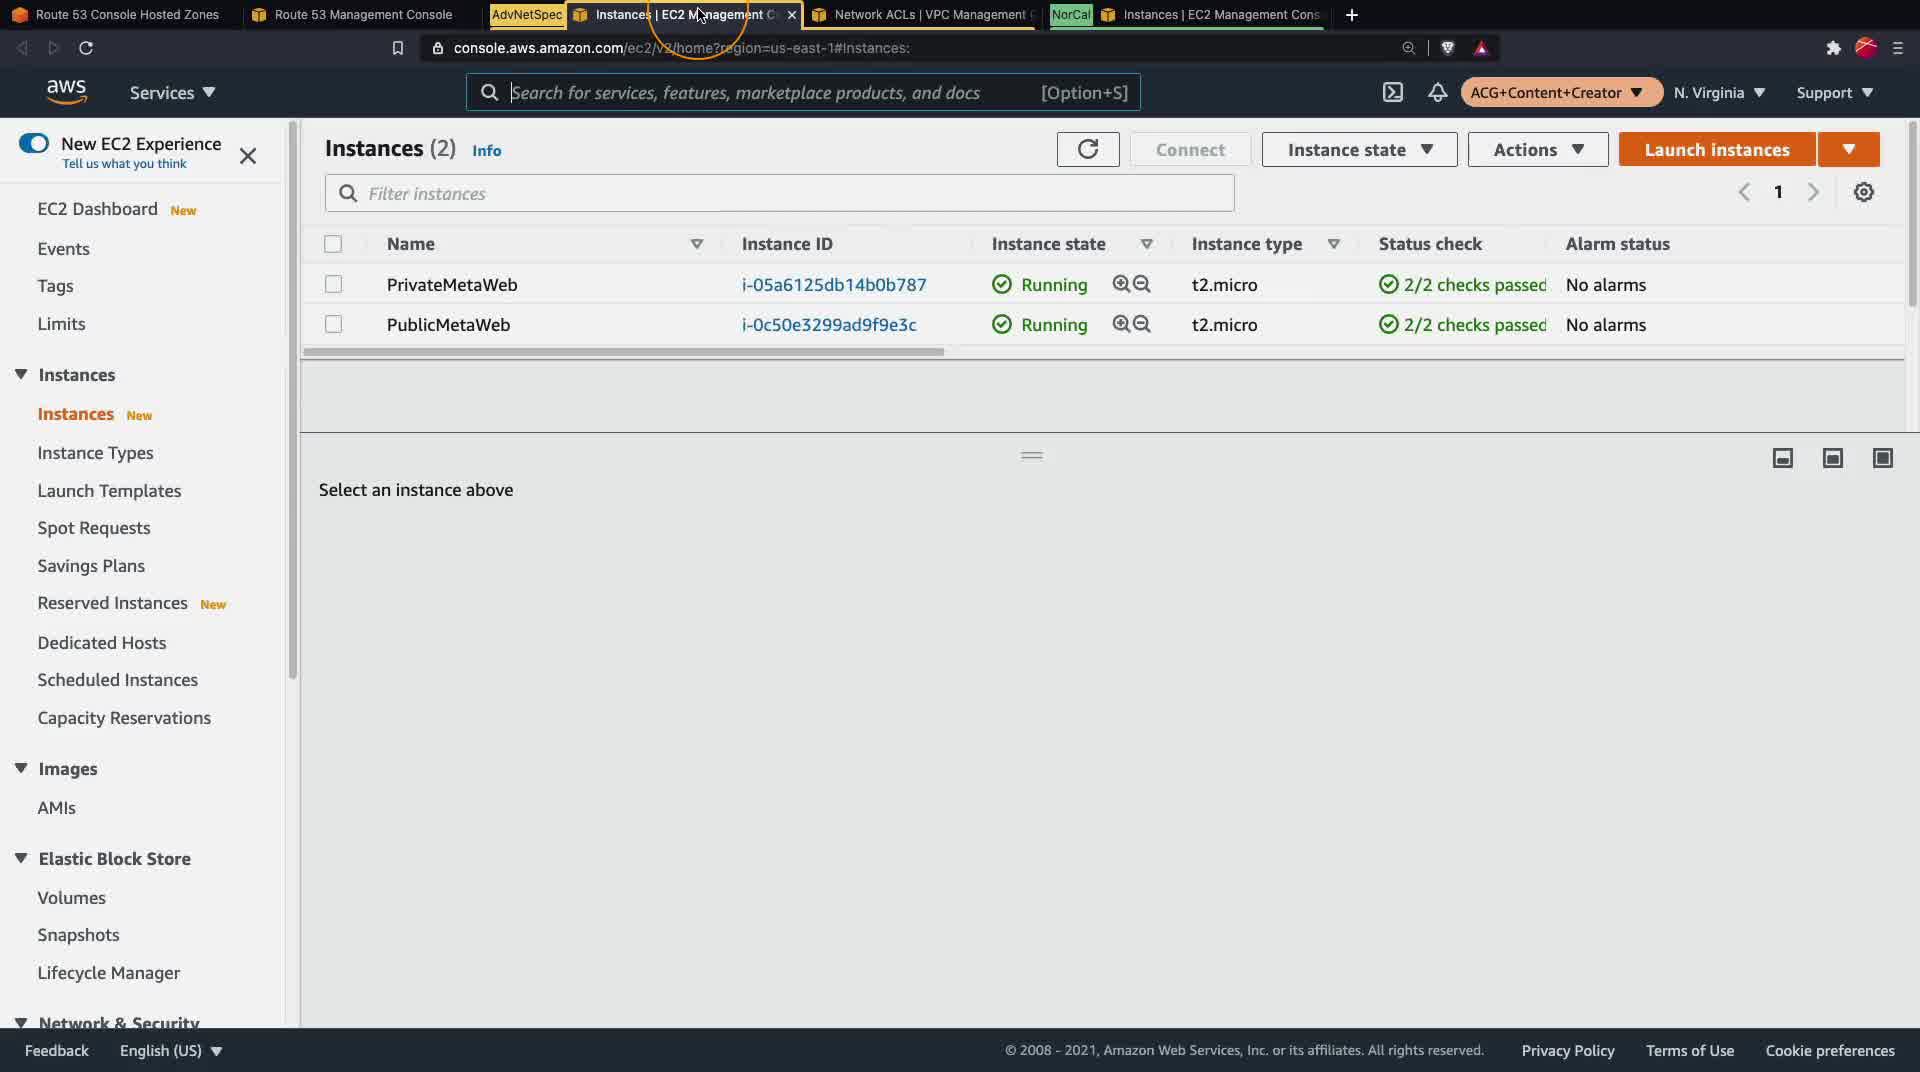 Route 53 Console Hosted Zones
Route 53 Management Console
AdvNetSpec
Instances | EC2 Management C
Network ACLs | VPC Management
NorCal
Instances | EC2 Management Cons
console.aws.amazon.com/ec2/v2/home?region=us-east-1#Instances:
aws
Services
Search for services, features, marketplace products, and docs
[Option+S]
ACG+Content+Creator
N. Virginia
Support
New EC2 Experience
Tell us what you think
EC2 Dashboard New
Events
Tags
Limits
Instances
Instances New
Instance Types
Launch Templates
Spot Requests
Savings Plans
Reserved Instances New
Dedicated Hosts
Scheduled Instances
Capacity Reservations
Images
AMIs
Elastic Block Store
Volumes
Snapshots
Lifecycle Manager
Network & Security
Instances (2) Info
Connect
Instance state
Actions
Launch instances
Filter instances
1
Name Instance ID Instance state Instance type Status check Alarm status
PrivateMetaWeb i-05a6125db14b0b787 Running t2.micro 2/2 checks passed No alarms
PublicMetaWeb i-0c50e3299ad9f9e3c Running t2.micro 2/2 checks passed No alarms
Select an instance above
Feedback
English (US)
© 2008 - 2021, Amazon Web Services, Inc. or its affiliates. All rights reserved.
Privacy Policy
Terms of Use
Cookie preferences